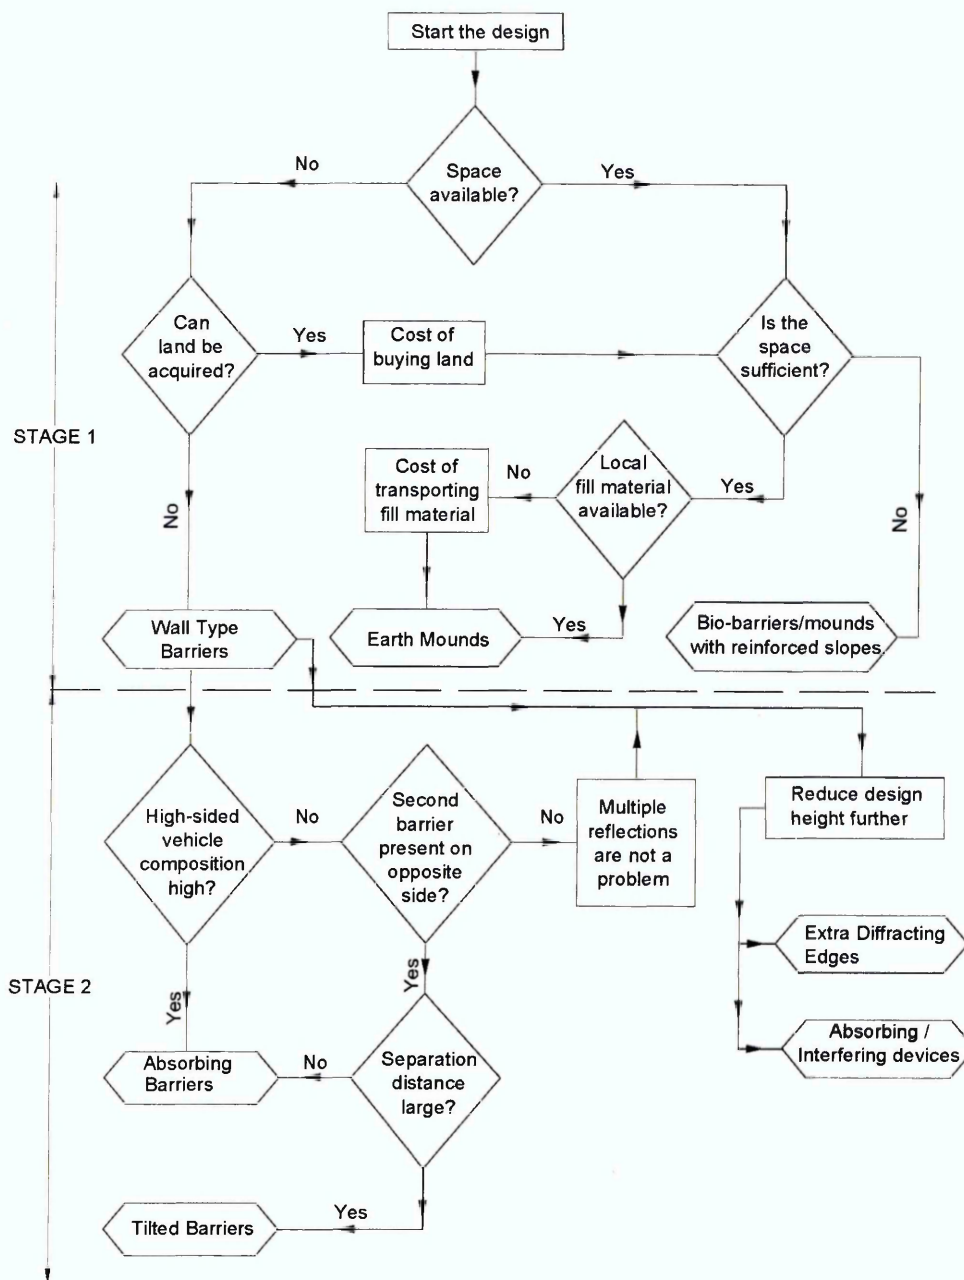 Start the design
Space
available?
No
Yes
Can
land be
acquired?
Yes
Cost of
buying land
Is the
space
sufficient?
STAGE 1
Cost of
transporting
fill material
No
Local
fill material
available?
Yes
No
No
Wall Type
Barriers
Earth Mounds
Yes
Bio-barriers/mounds
with reinforced slopes.
High-sided
vehicle
composition
high?
No
Second
barrier
present on
opposite
side?
No
Multiple
reflections
are not a
problem
Reduce design
height further
Extra Diffracting
Edges
STAGE 2
Yes
Yes
Absorbing /
Interfering devices
Absorbing
Barriers
No
Separation
distance
large?
Tilted Barriers
Yes